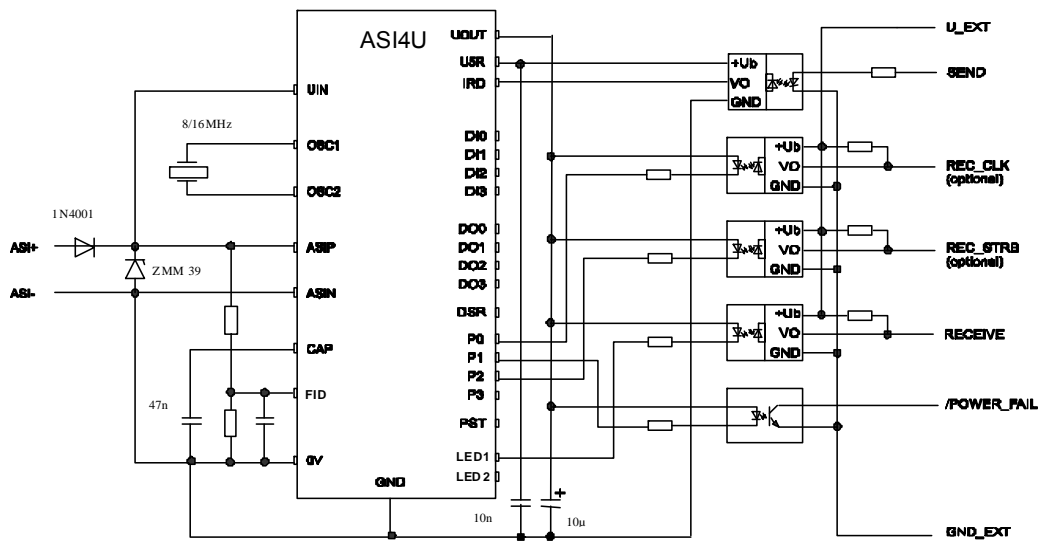 ASI4U
UOUT
U5R
IRD
UIN
8/16MHz
OSC1
OSC2
DI0
DI1
DI2
DI3
1N4001
ASI+
ASIP
ZMM 39
ASI-
ASIN
DO0
DO1
DO2
DO3
DSR
CAP
P0
P1
P2
P3
47n
FID
PST
LED1
LED2
0V
GND
10n
10µ
+
+Ub
VO
GND
+Ub
VO
GND
+Ub
VO
GND
+Ub
VO
GND
U_EXT
SEND
REC_CLK
(optional)
REC_STRB
(optional)
RECEIVE
/POWER_FAIL
GND_EXT